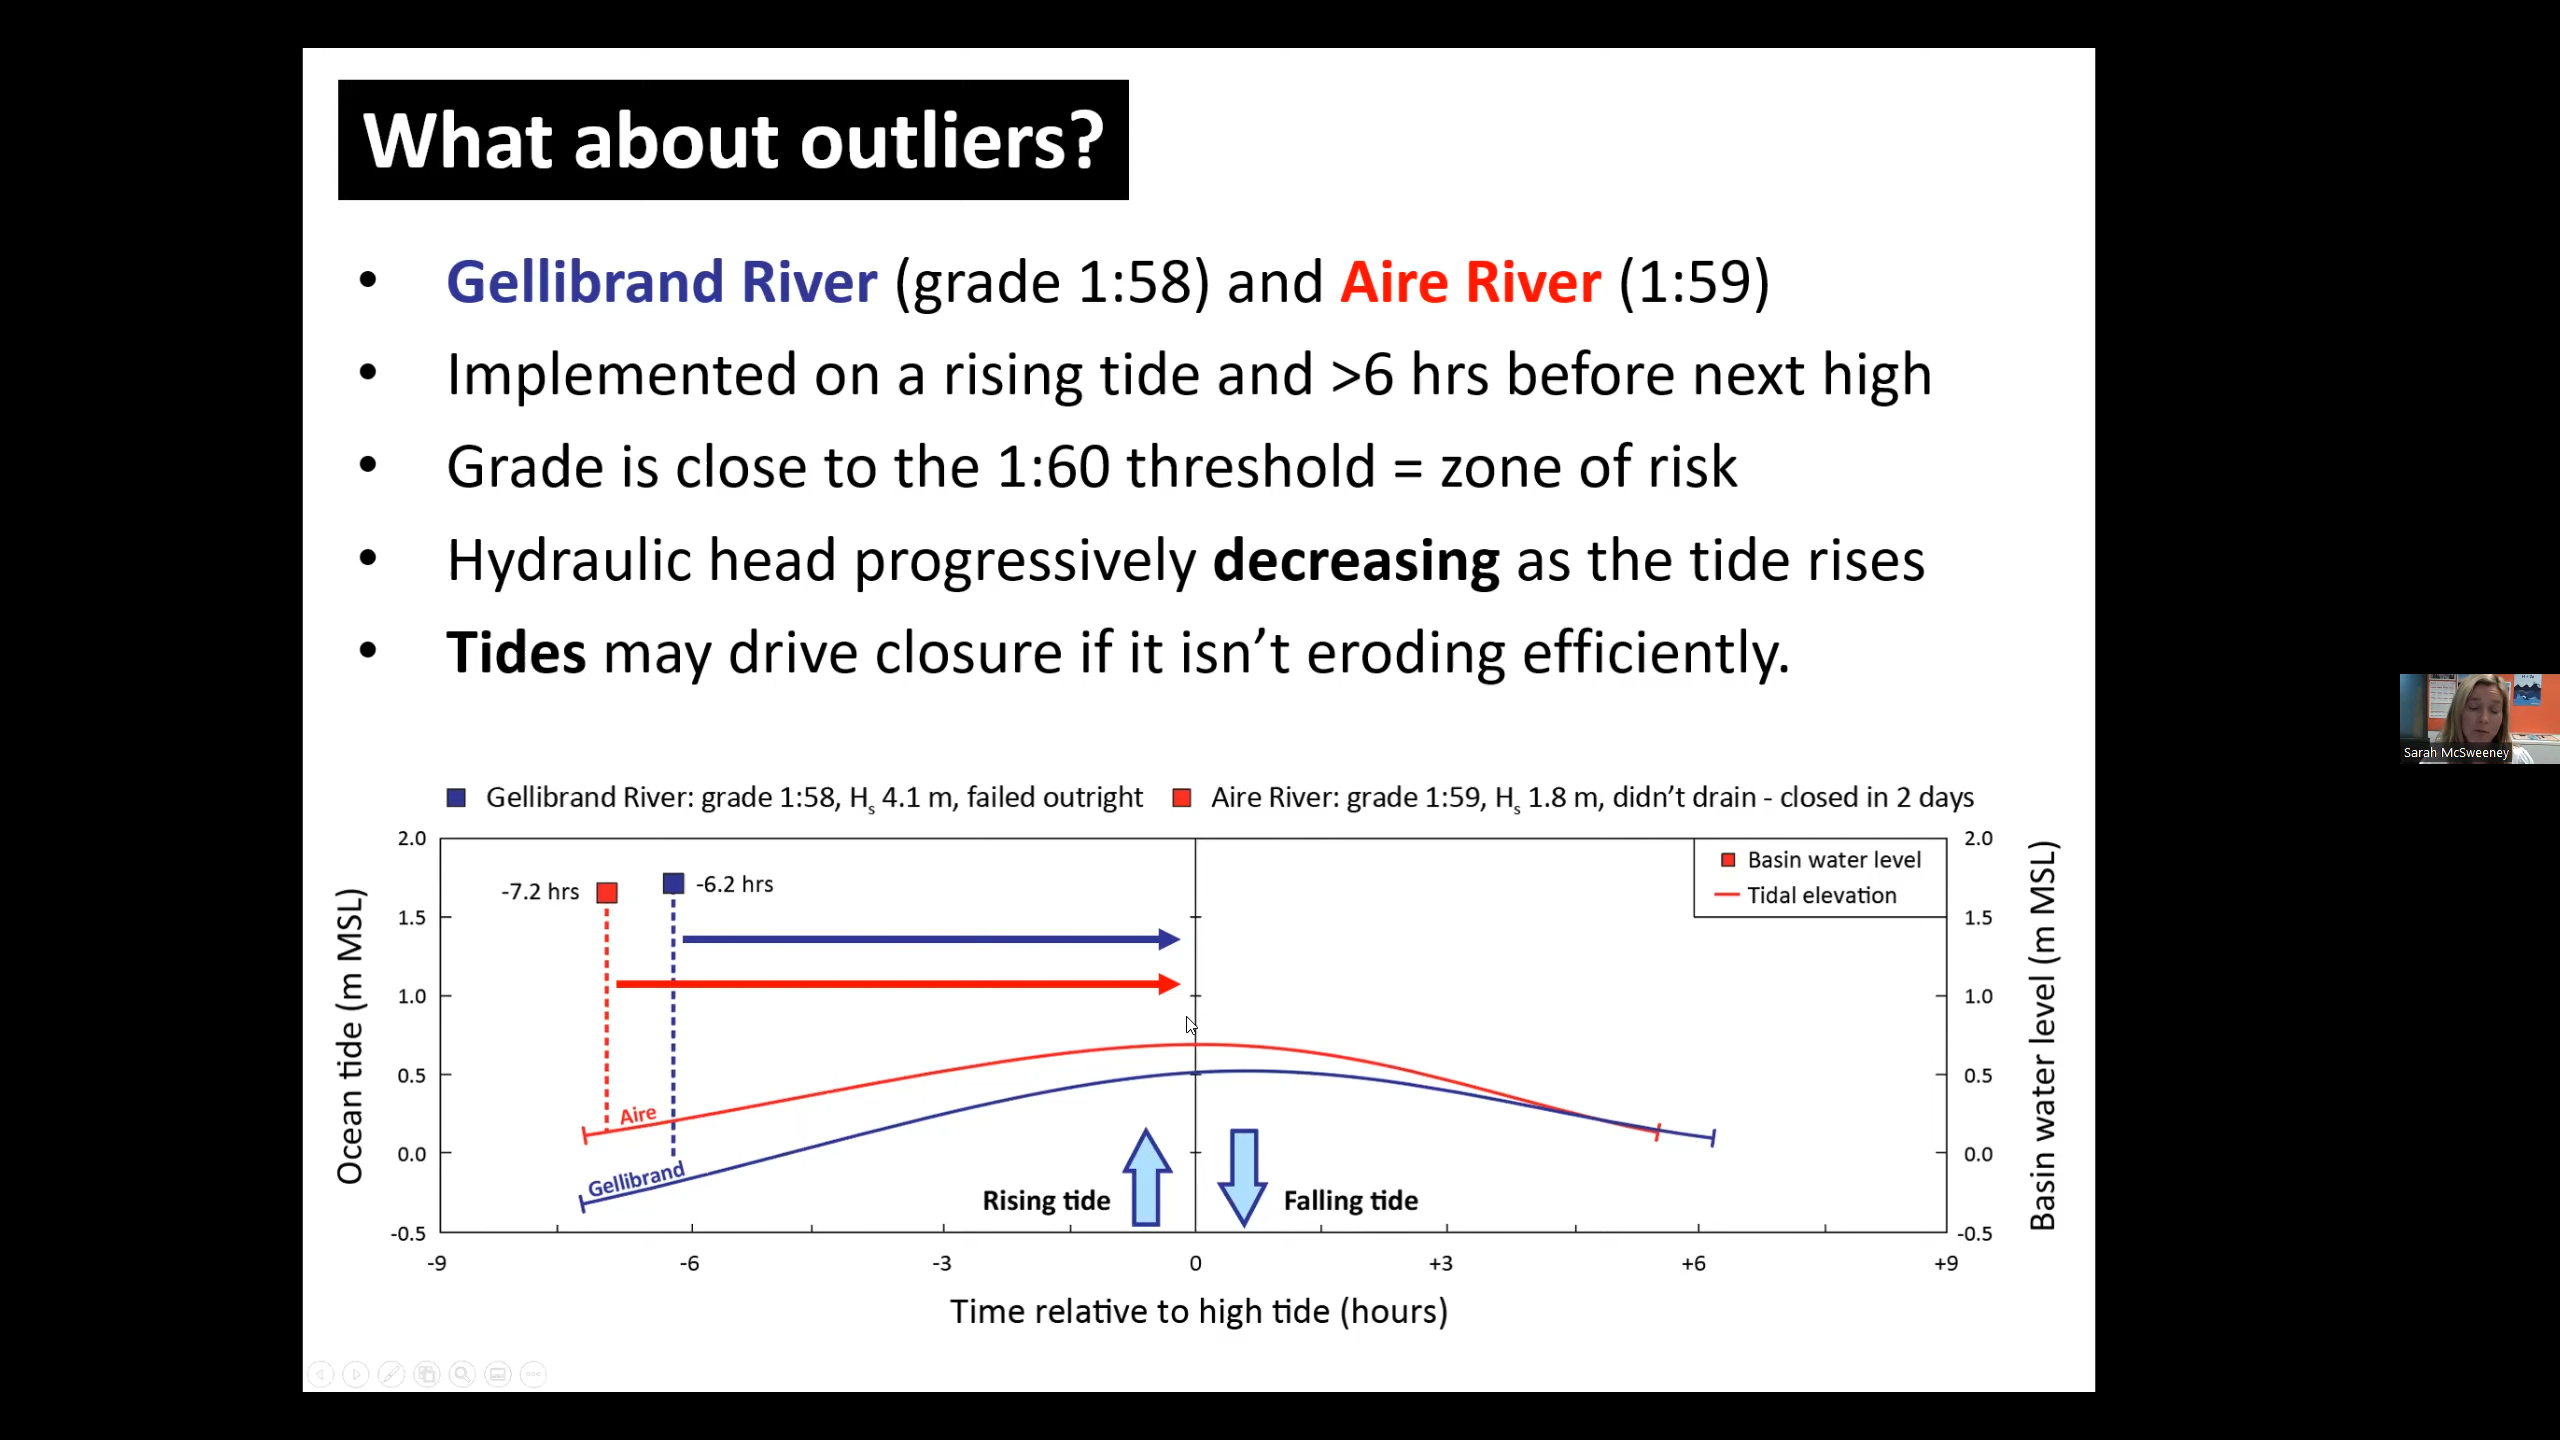 What about outliers?
• Gellibrand River (grade 1:58) and Aire River (1:59)
• Implemented on a rising tide and >6 hrs before next high
• Grade is close to the 1:60 threshold = zone of risk
• Hydraulic head progressively decreasing as the tide rises
• Tides may drive closure if it isn’t eroding efficiently.
Sarah McSweeney
Gellibrand River: grade 1:58, Hs 4.1 m, failed outright
Aire River: grade 1:59, Hs 1.8 m, didn’t drain - closed in 2 days
Ocean tide (m MSL)
2.0
1.5
1.0
0.5
0.0
-0.5
-7.2 hrs
-6.2 hrs
Basin water level
Tidal elevation
Aire
Gellibrand
Rising tide
Falling tide
2.0
1.5
1.0
0.5
0.0
-0.5
Basin water level (m MSL)
-9 -6 -3 0 +3 +6 +9
Time relative to high tide (hours)